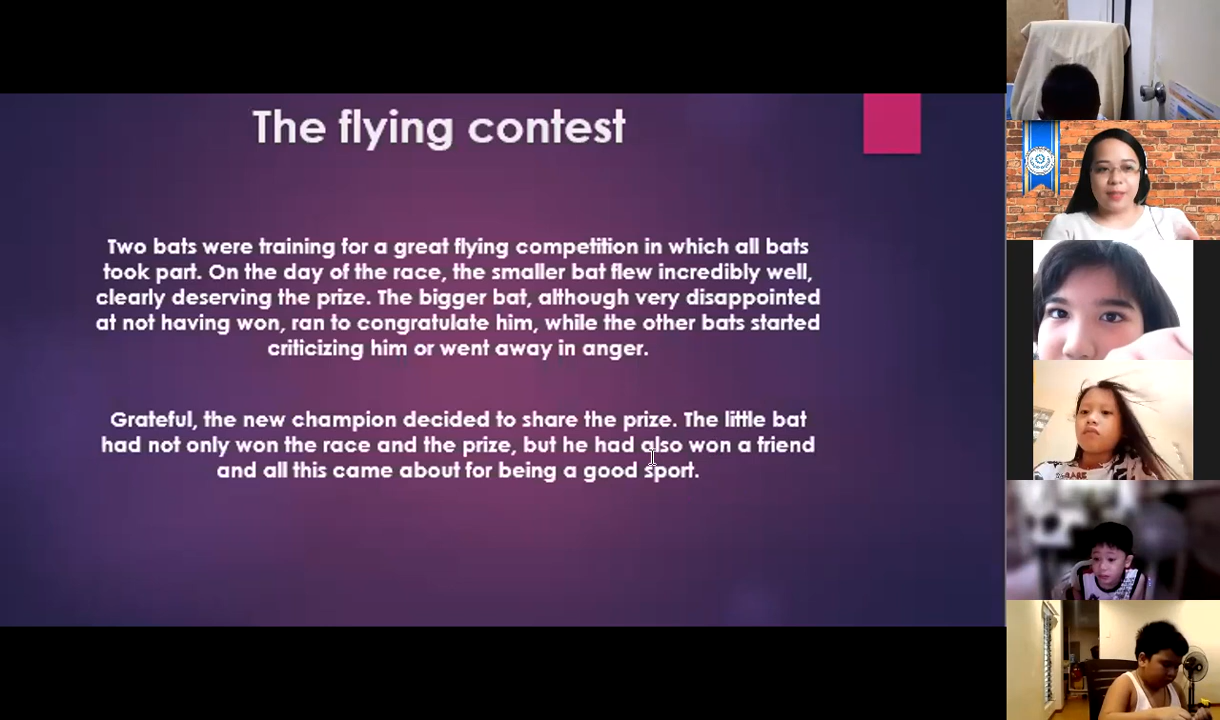 The flying contest
Two bats were training for a great flying competition in which all bats
took part. On the day of the race, the smaller bat flew incredibly well,
clearly deserving the prize. The bigger bat, although very disappointed
at not having won, ran to congratulate him, while the other bats started
criticizing him or went away in anger.
Grateful, the new champion decided to share the prize. The little bat
had not only won the race and the prize, but he had also won a friend
and all this came about for being a good sport.